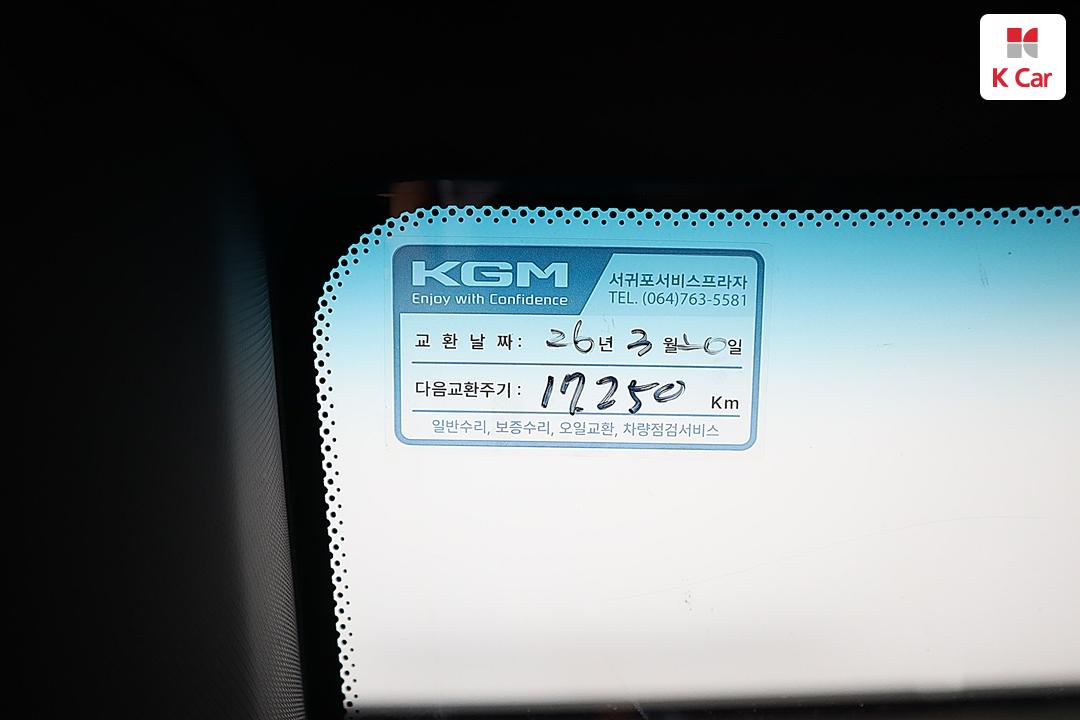 K Car
KGM
Enjoy with Confidence
서귀포서비스프라자
TEL. (064)763-5581
교환날짜: 26년 3월 20일
다음교환주기: 17,250 Km
일반수리, 보증수리, 오일교환, 차량점검서비스